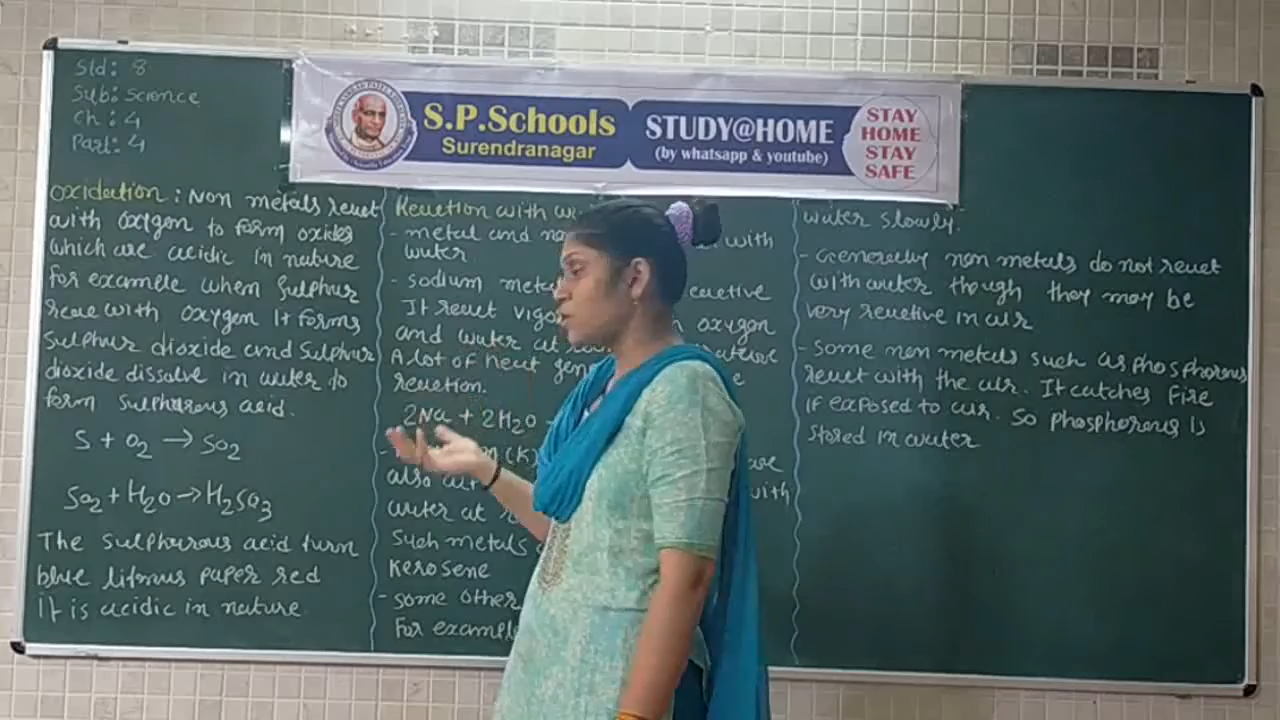 Std: 8
Sub: Science
Ch: 4
Part: 4
S.P.Schools
Surendranagar
STUDY@HOME
(by whatsapp & youtube)
STAY
HOME
STAY
SAFE
Oxidation: Non metals react
with oxygen to form oxides
which are acidic in nature
for example when Sulphur
reac with oxygen It forms
Sulphur dioxide and Sulphur
dioxide dissolve in water to
form Sulphurous acid.
S + O2 → SO2
SO2 + H2O → H2SO3
The Sulphurous acid turn
blue litmus paper red
It is acidic in nature
Reaction with
- metal and with
water
- Sodium
It react oxygen
and water at
A lot of heat
reaction.
2Na + 2H2O
(K)
also with
water at
Such metals
Kerosene
- Some other
For example
water slowly.
- Generally non metals do not react
with water though they may be
very reactive in air
- Some non metals such as phosphorous
react with the air. It catches fire
if exposed to air. So phosphorous is
stored in water